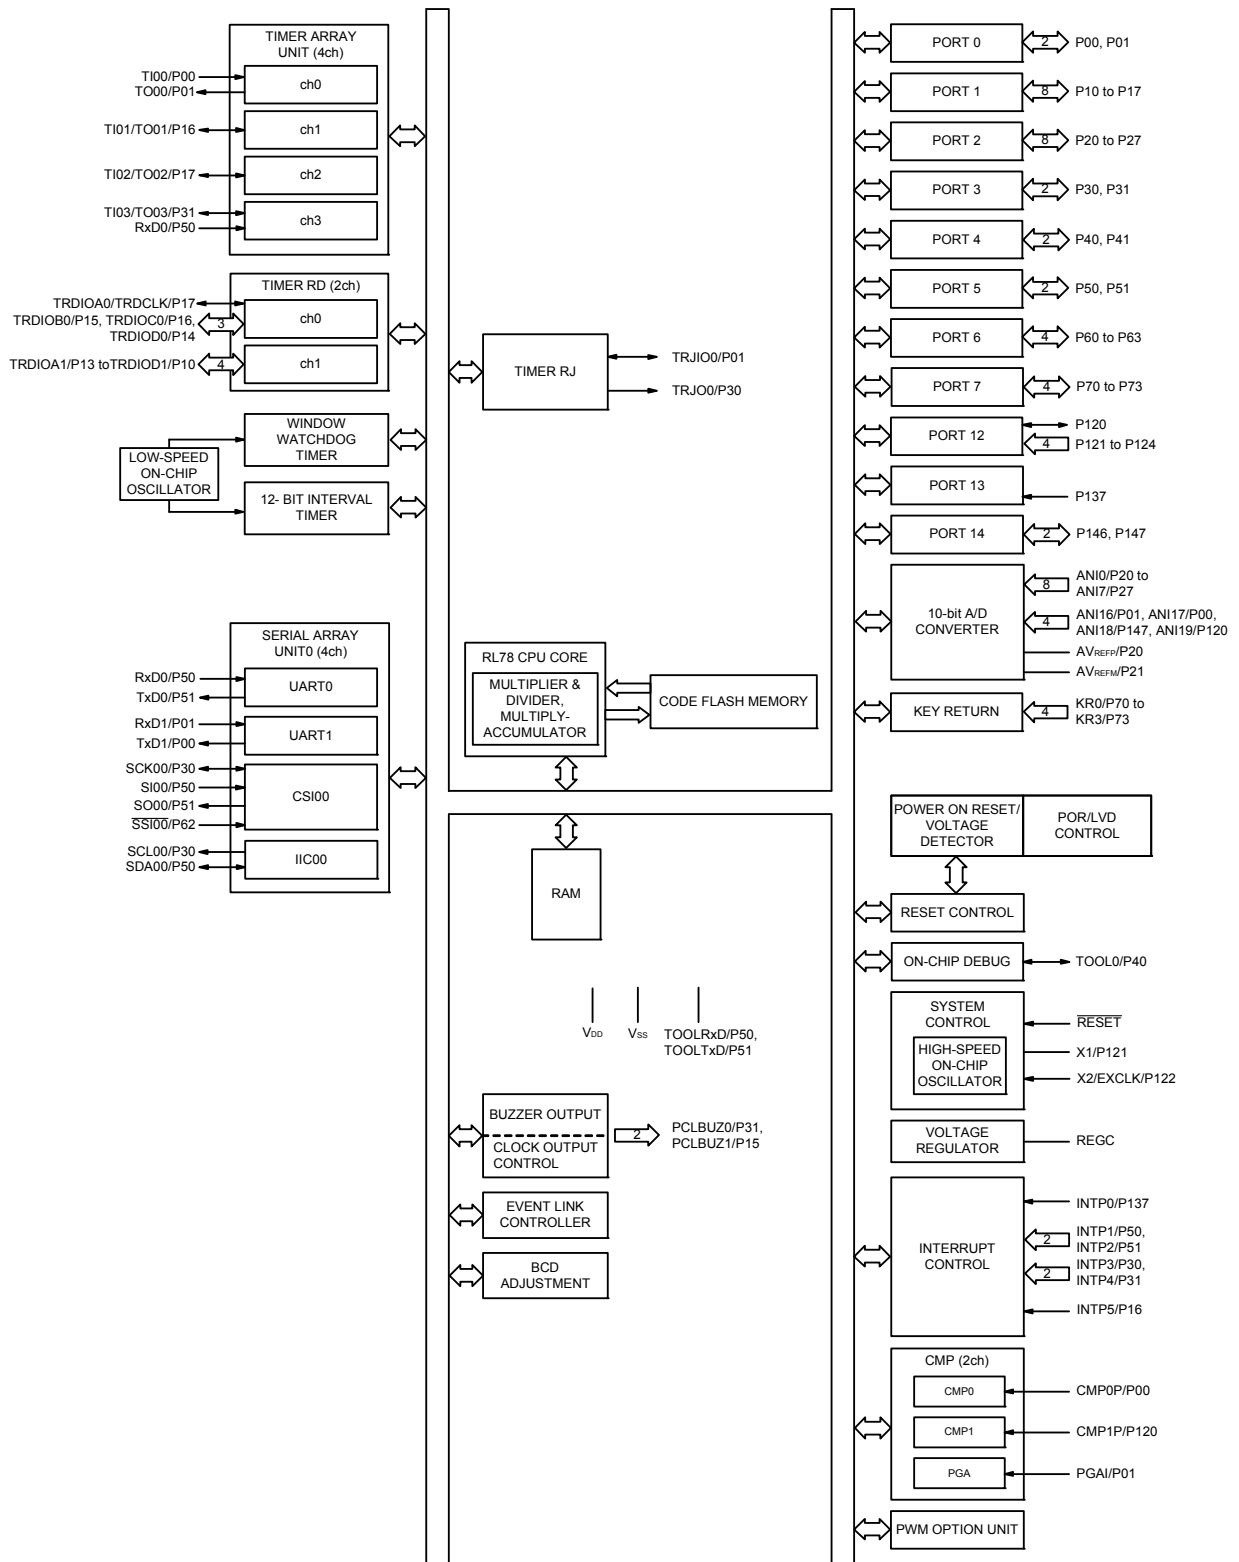 TIMER ARRAY
UNIT (4ch)
TI00/P00
TO00/P01
ch0
TI01/TO01/P16
ch1
TI02/TO02/P17
ch2
TI03/TO03/P31
RxD0/P50
ch3
TIMER RD (2ch)
TRDIOA0/TRDCLK/P17
TRDIOB0/P15, TRDIOC0/P16,
TRDIOD0/P14
3
ch0
TRDIOA1/P13 toTRDIOD1/P10
4
ch1
WINDOW
WATCHDOG
TIMER
LOW-SPEED
ON-CHIP
OSCILLATOR
12- BIT INTERVAL
TIMER
SERIAL ARRAY
UNIT0 (4ch)
RxD0/P50
TxD0/P51
UART0
RxD1/P01
TxD1/P00
UART1
SCK00/P30
SI00/P50
SO00/P51
SSI00/P62
CSI00
SCL00/P30
SDA00/P50
IIC00
TIMER RJ
TRJIO0/P01
TRJO0/P30
RL78 CPU CORE
MULTIPLIER &
DIVIDER,
MULTIPLY-
ACCUMULATOR
CODE FLASH MEMORY
RAM
VDD
VSS
TOOLRxD/P50,
TOOLTxD/P51
BUZZER OUTPUT
CLOCK OUTPUT
CONTROL
2
PCLBUZ0/P31,
PCLBUZ1/P15
EVENT LINK
CONTROLLER
BCD
ADJUSTMENT
PORT 0
2
P00, P01
PORT 1
8
P10 to P17
PORT 2
8
P20 to P27
PORT 3
2
P30, P31
PORT 4
2
P40, P41
PORT 5
2
P50, P51
PORT 6
4
P60 to P63
PORT 7
4
P70 to P73
PORT 12
P120
4
P121 to P124
PORT 13
P137
PORT 14
2
P146, P147
10-bit A/D
CONVERTER
8
ANI0/P20 to
ANI7/P27
4
ANI16/P01, ANI17/P00,
ANI18/P147, ANI19/P120
AVREFP/P20
AVREFM/P21
KEY RETURN
4
KR0/P70 to
KR3/P73
POWER ON RESET/
VOLTAGE
DETECTOR
POR/LVD
CONTROL
RESET CONTROL
ON-CHIP DEBUG
TOOL0/P40
SYSTEM
CONTROL
HIGH-SPEED
ON-CHIP
OSCILLATOR
RESET
X1/P121
X2/EXCLK/P122
VOLTAGE
REGULATOR
REGC
INTERRUPT
CONTROL
INTP0/P137
2
INTP1/P50,
INTP2/P51
2
INTP3/P30,
INTP4/P31
INTP5/P16
CMP (2ch)
CMP0
CMP0P/P00
CMP1
CMP1P/P120
PGA
PGAI/P01
PWM OPTION UNIT